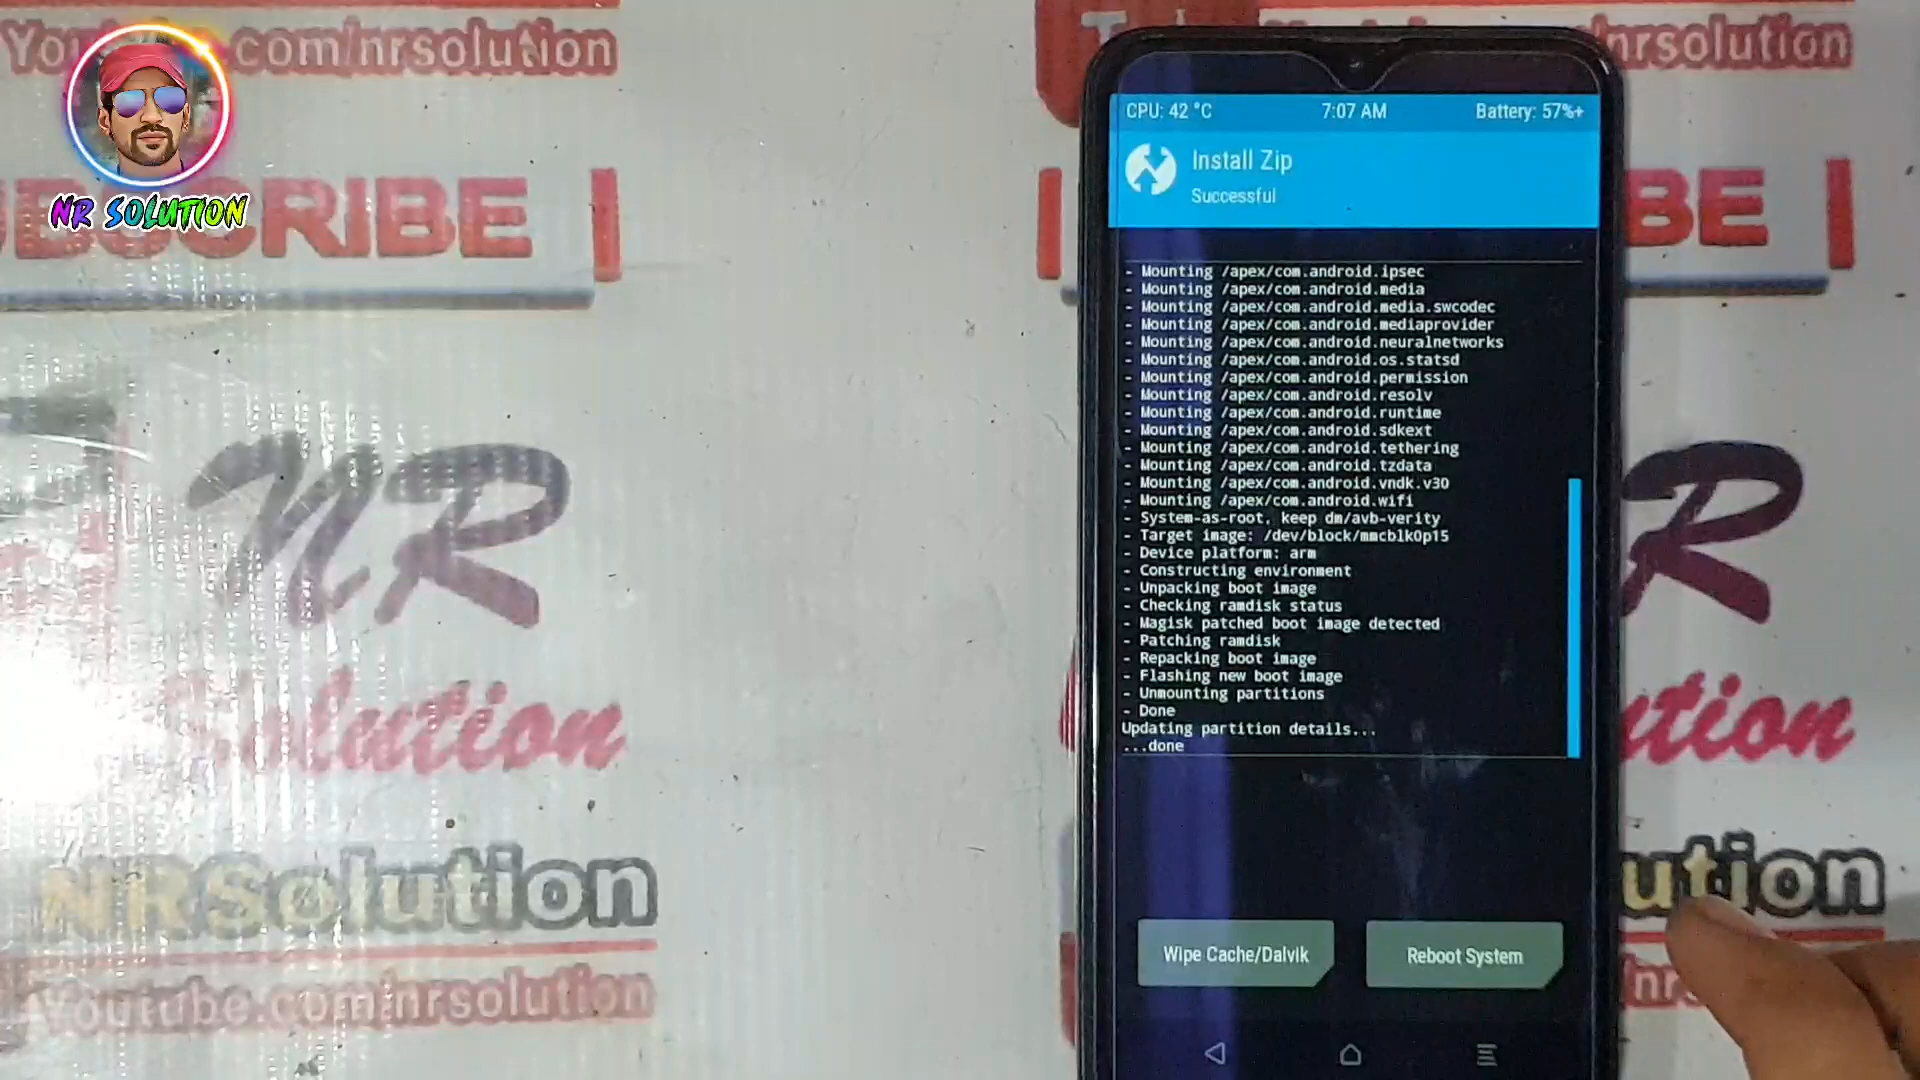 Youtube.com/nrsolution
SUBSCRIBE
NR SOLUTION
NR
Solution
NRSolution
Youtube.com/nrsolution
nrsolution
BE
R
ution
ution
CPU: 42 °C
7:07 AM
Battery: 57%+
Install Zip
Successful
- Mounting /apex/com.android.ipsec
- Mounting /apex/com.android.media
- Mounting /apex/com.android.media.swcodec
- Mounting /apex/com.android.mediaprovider
- Mounting /apex/com.android.neuralnetworks
- Mounting /apex/com.android.os.statsd
- Mounting /apex/com.android.permission
- Mounting /apex/com.android.resolv
- Mounting /apex/com.android.runtime
- Mounting /apex/com.android.sdkext
- Mounting /apex/com.android.tethering
- Mounting /apex/com.android.tzdata
- Mounting /apex/com.android.vndk.v30
- Mounting /apex/com.android.wifi
- System-as-root, keep dm/avb-verity
- Target image: /dev/block/mmcblk0p15
- Device platform: arm
- Constructing environment
- Unpacking boot image
- Checking ramdisk status
- Magisk patched boot image detected
- Patching ramdisk
- Repacking boot image
- Flashing new boot image
- Unmounting partitions
- Done
Updating partition details...
...done
Wipe Cache/Dalvik
Reboot System